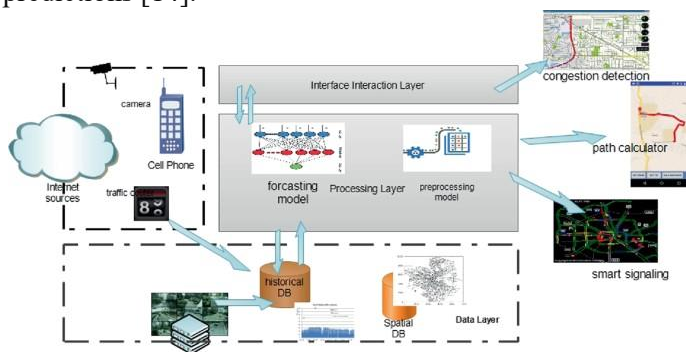 predictions [14].
Interface Interaction Layer
congestion detection
camera
Cell Phone
Internet
sources
traffic
forcasting
model
Processing Layer
preprocessing
model
path calculator
smart signaling
historical
DB
Spatial
DB
Data Layer